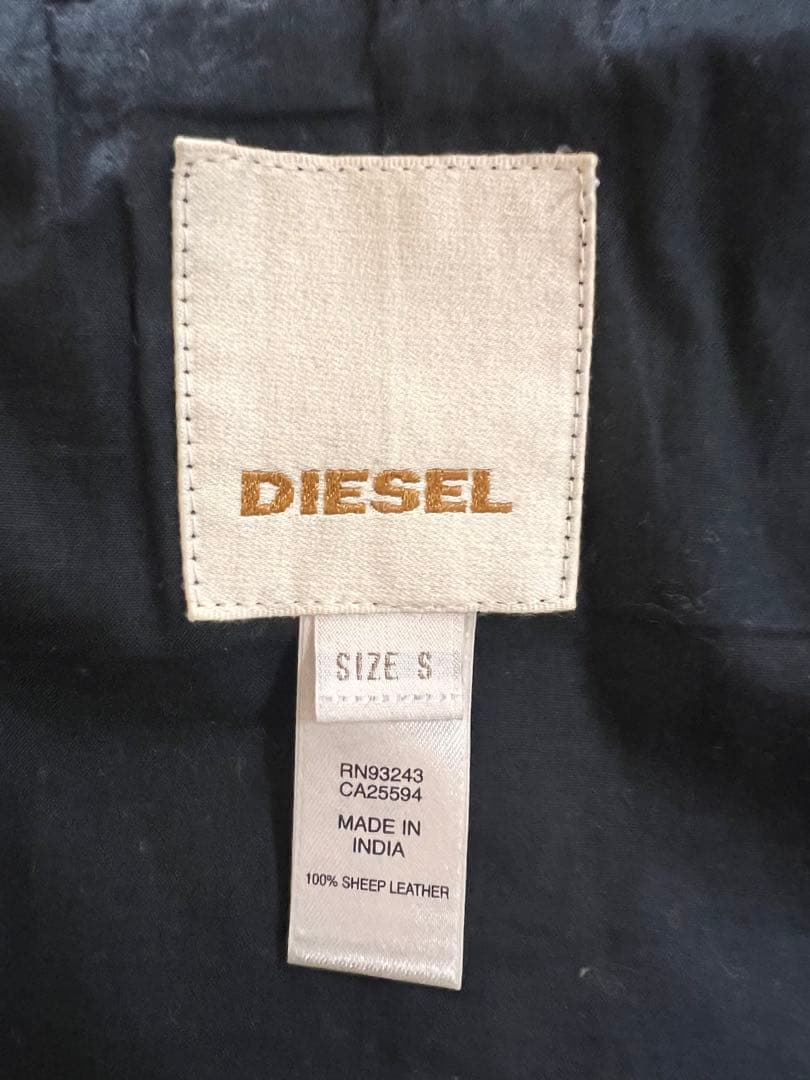 DIESEL
SIZE S
RN93243
CA25594
MADE IN
INDIA
100% SHEEP LEATHER